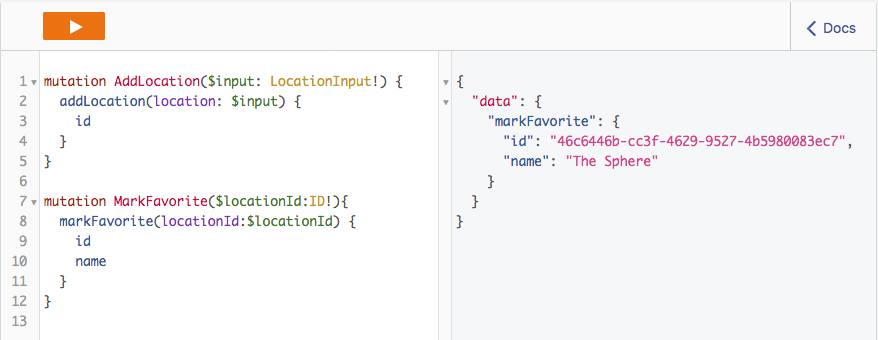 Docs
1 mutation AddLocation($input: LocationInput!) {
2 addLocation(location: $input) {
3 id
4 }
5 }
6
7 mutation MarkFavorite($locationId:ID!){
8 markFavorite(locationId:$locationId) {
9 id
10 name
11 }
12 }
13
{
"data": {
"markFavorite": {
"id": "46c6446b-cc3f-4629-9527-4b5980083ec7",
"name": "The Sphere"
}
}
}